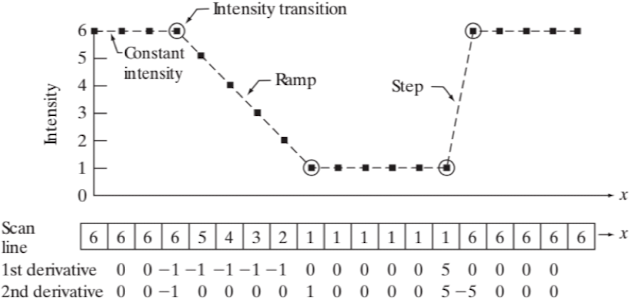 Intensity transition
6
Constant
5
intensity
4
Ramp
Step
3
2
1
0
Intensity
x
Scan
line
6 6 6 6 5 4 3 2 1 1 1 1 1 1 6 6 6 6 6
x
1st derivative 0 0 −1 −1 −1 −1 −1 0 0 0 0 0 5 0 0 0 0
2nd derivative 0 0 −1 0 0 0 0 1 0 0 0 0 5 −5 0 0 0